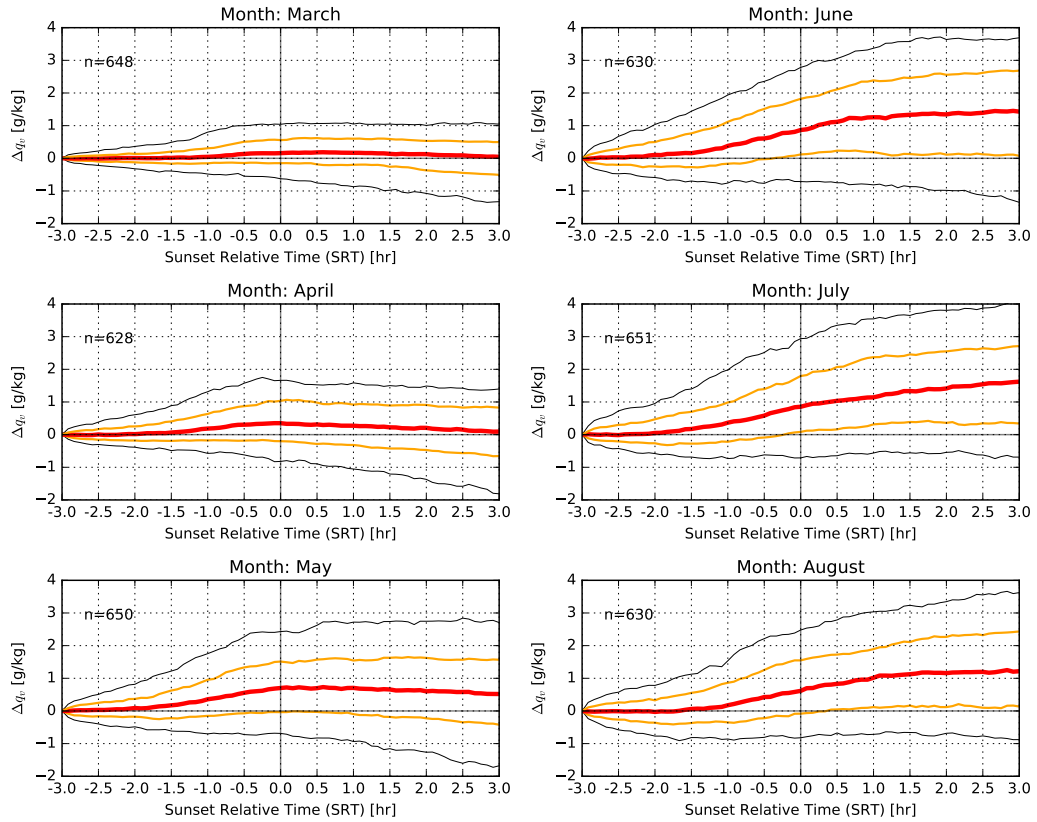 Month: March
Δq_v [g/kg]
4
3
2
1
0
−1
−2
n=648
-3.0 -2.5 -2.0 -1.5 -1.0 -0.5 0.0 0.5 1.0 1.5 2.0 2.5 3.0
Sunset Relative Time (SRT) [hr]
Month: June
Δq_v [g/kg]
4
3
2
1
0
−1
−2
n=630
-3.0 -2.5 -2.0 -1.5 -1.0 -0.5 0.0 0.5 1.0 1.5 2.0 2.5 3.0
Sunset Relative Time (SRT) [hr]
Month: April
Δq_v [g/kg]
4
3
2
1
0
−1
−2
n=628
-3.0 -2.5 -2.0 -1.5 -1.0 -0.5 0.0 0.5 1.0 1.5 2.0 2.5 3.0
Sunset Relative Time (SRT) [hr]
Month: July
Δq_v [g/kg]
4
3
2
1
0
−1
−2
n=651
-3.0 -2.5 -2.0 -1.5 -1.0 -0.5 0.0 0.5 1.0 1.5 2.0 2.5 3.0
Sunset Relative Time (SRT) [hr]
Month: May
Δq_v [g/kg]
4
3
2
1
0
−1
−2
n=650
-3.0 -2.5 -2.0 -1.5 -1.0 -0.5 0.0 0.5 1.0 1.5 2.0 2.5 3.0
Sunset Relative Time (SRT) [hr]
Month: August
Δq_v [g/kg]
4
3
2
1
0
−1
−2
n=630
-3.0 -2.5 -2.0 -1.5 -1.0 -0.5 0.0 0.5 1.0 1.5 2.0 2.5 3.0
Sunset Relative Time (SRT) [hr]